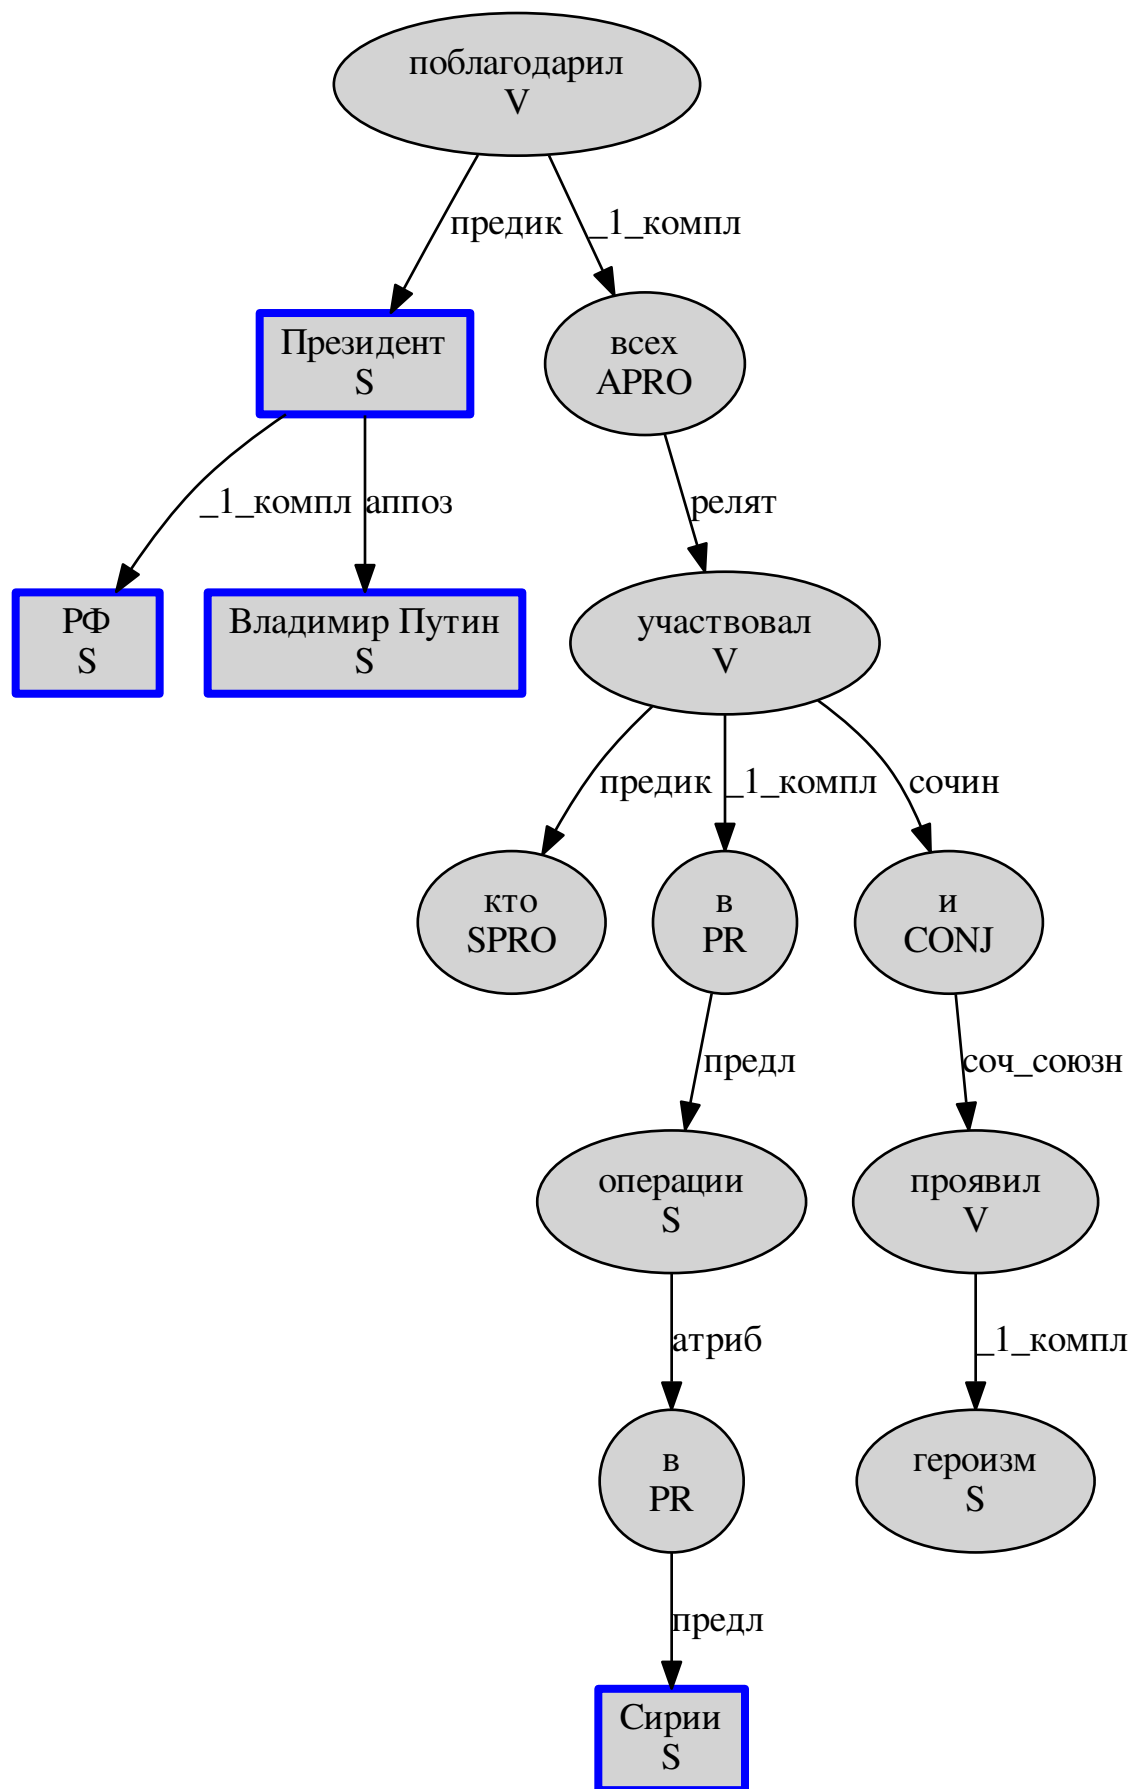 поблагодарил
V
предик
_1_компл
Президент
S
всех
APRO
_1_компл
аппоз
релят
РФ
S
Владимир Путин
S
участвовал
V
предик
_1_компл
сочин
кто
SPRO
в
PR
и
CONJ
предл
соч_союзн
операции
S
проявил
V
атриб
_1_компл
в
PR
героизм
S
предл
Сирии
S